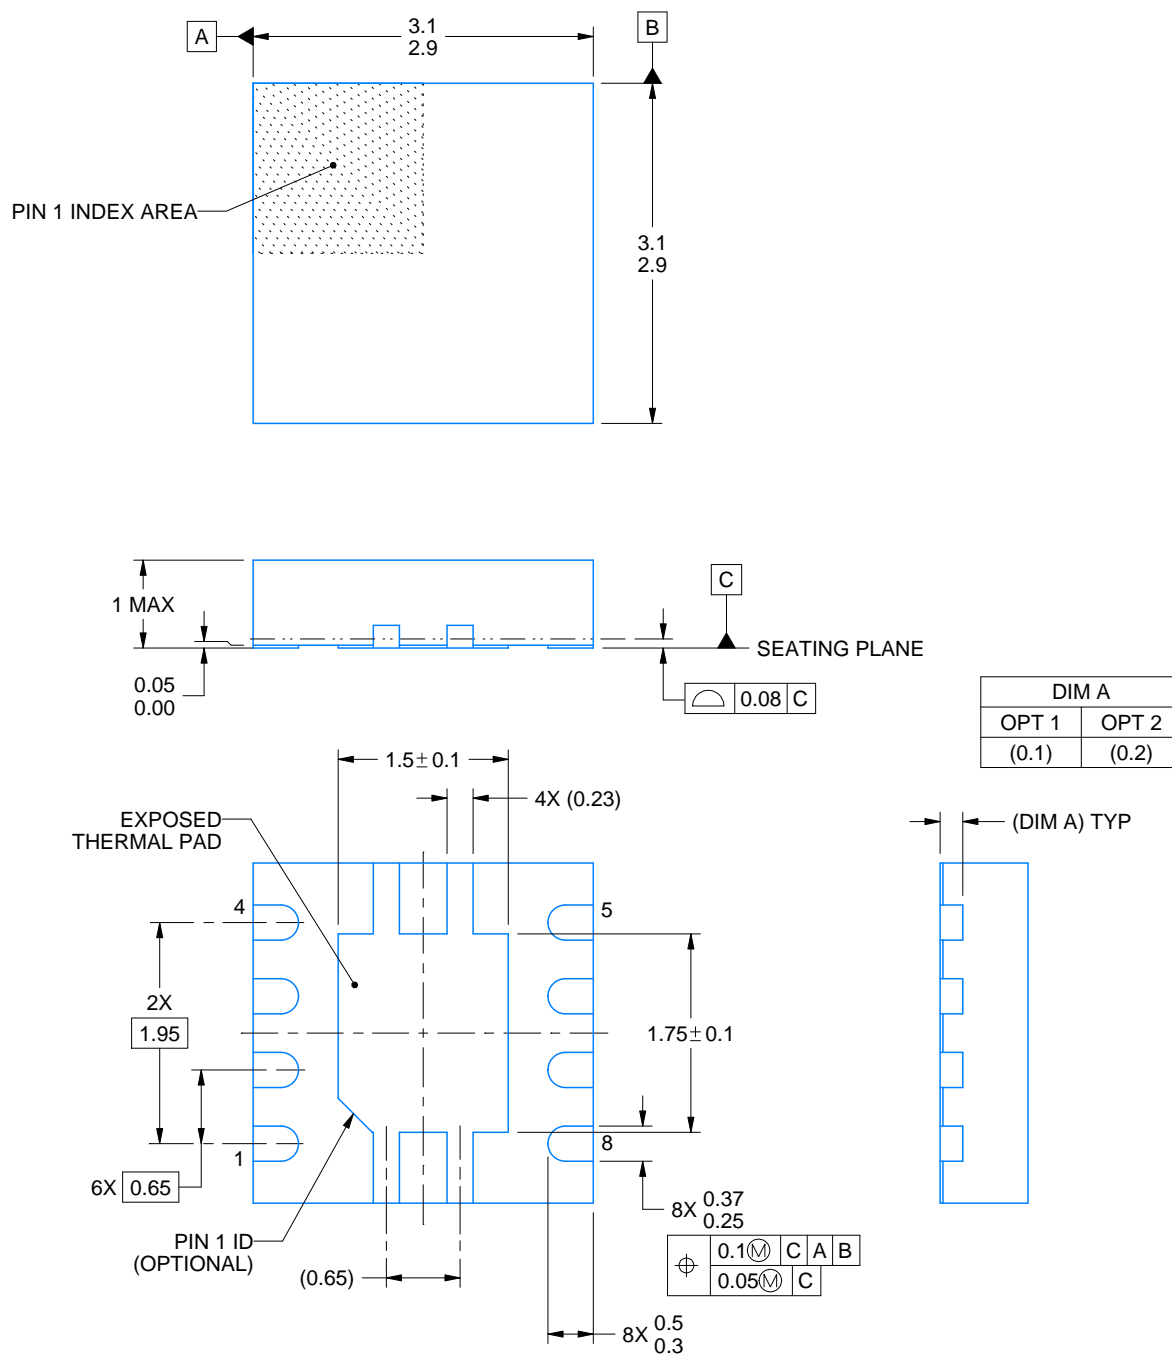 A
3.1
2.9
B
PIN 1 INDEX AREA
3.1
2.9
1 MAX
C
SEATING PLANE
0.05
0.00
0.08 C
DIM A
OPT 1 OPT 2
(0.1) (0.2)
1.5±0.1
4X (0.23)
EXPOSED
THERMAL PAD
(DIM A) TYP
4
5
2X
1.95
1.75±0.1
1
8
6X 0.65
8X 0.37
0.25
PIN 1 ID
(OPTIONAL)
(0.65)
0.1Ⓜ C A B
0.05Ⓜ C
8X 0.5
0.3